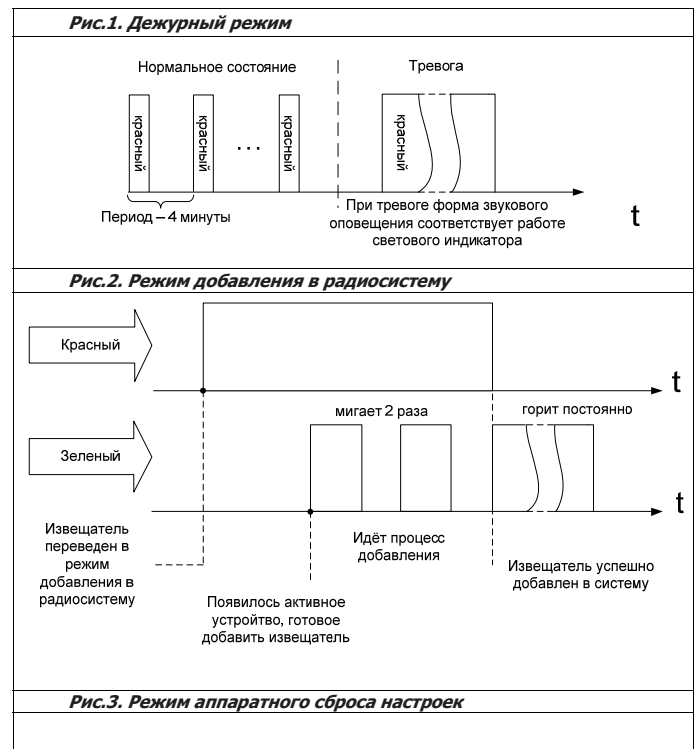 Рис.1. Дежурный режим
Нормальное состояние
Тревога
красный
красный
. . .
красный
красный
Период – 4 минуты
При тревоге форма звукового
оповещения соответствует работе
светового индикатора
t
Рис.2. Режим добавления в радиосистему
Красный
t
мигает 2 раза
горит постоянно
Зеленый
t
Извещатель
переведен в
режим
добавления в
радиосистему
Идёт процесс
добавления
Извещатель успешно
добавлен в систему
Появилось активное
устройтво, готовое
добавить извещатель
Рис.3. Режим аппаратного сброса настроек